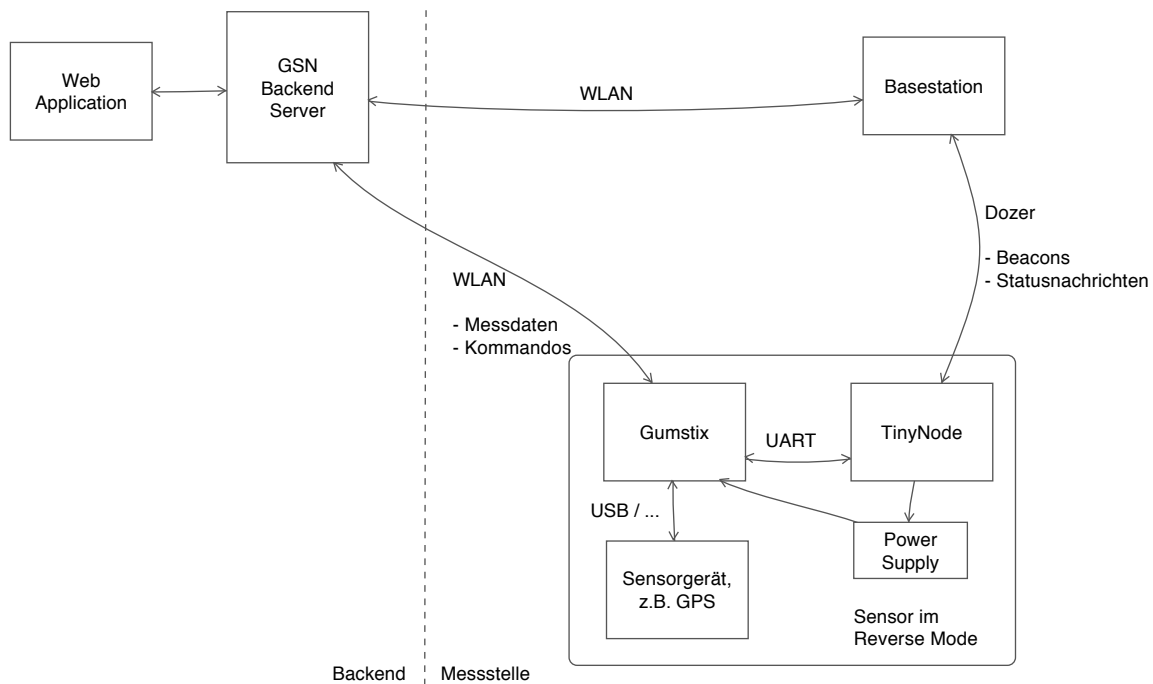 Web
Application
GSN
Backend
Server
WLAN
Basestation
Dozer
- Beacons
- Statusnachrichten
WLAN
- Messdaten
- Kommandos
Gumstix
UART
TinyNode
USB / ...
Power
Supply
Sensorgerät,
z.B. GPS
Sensor im
Reverse Mode
Backend
Messstelle